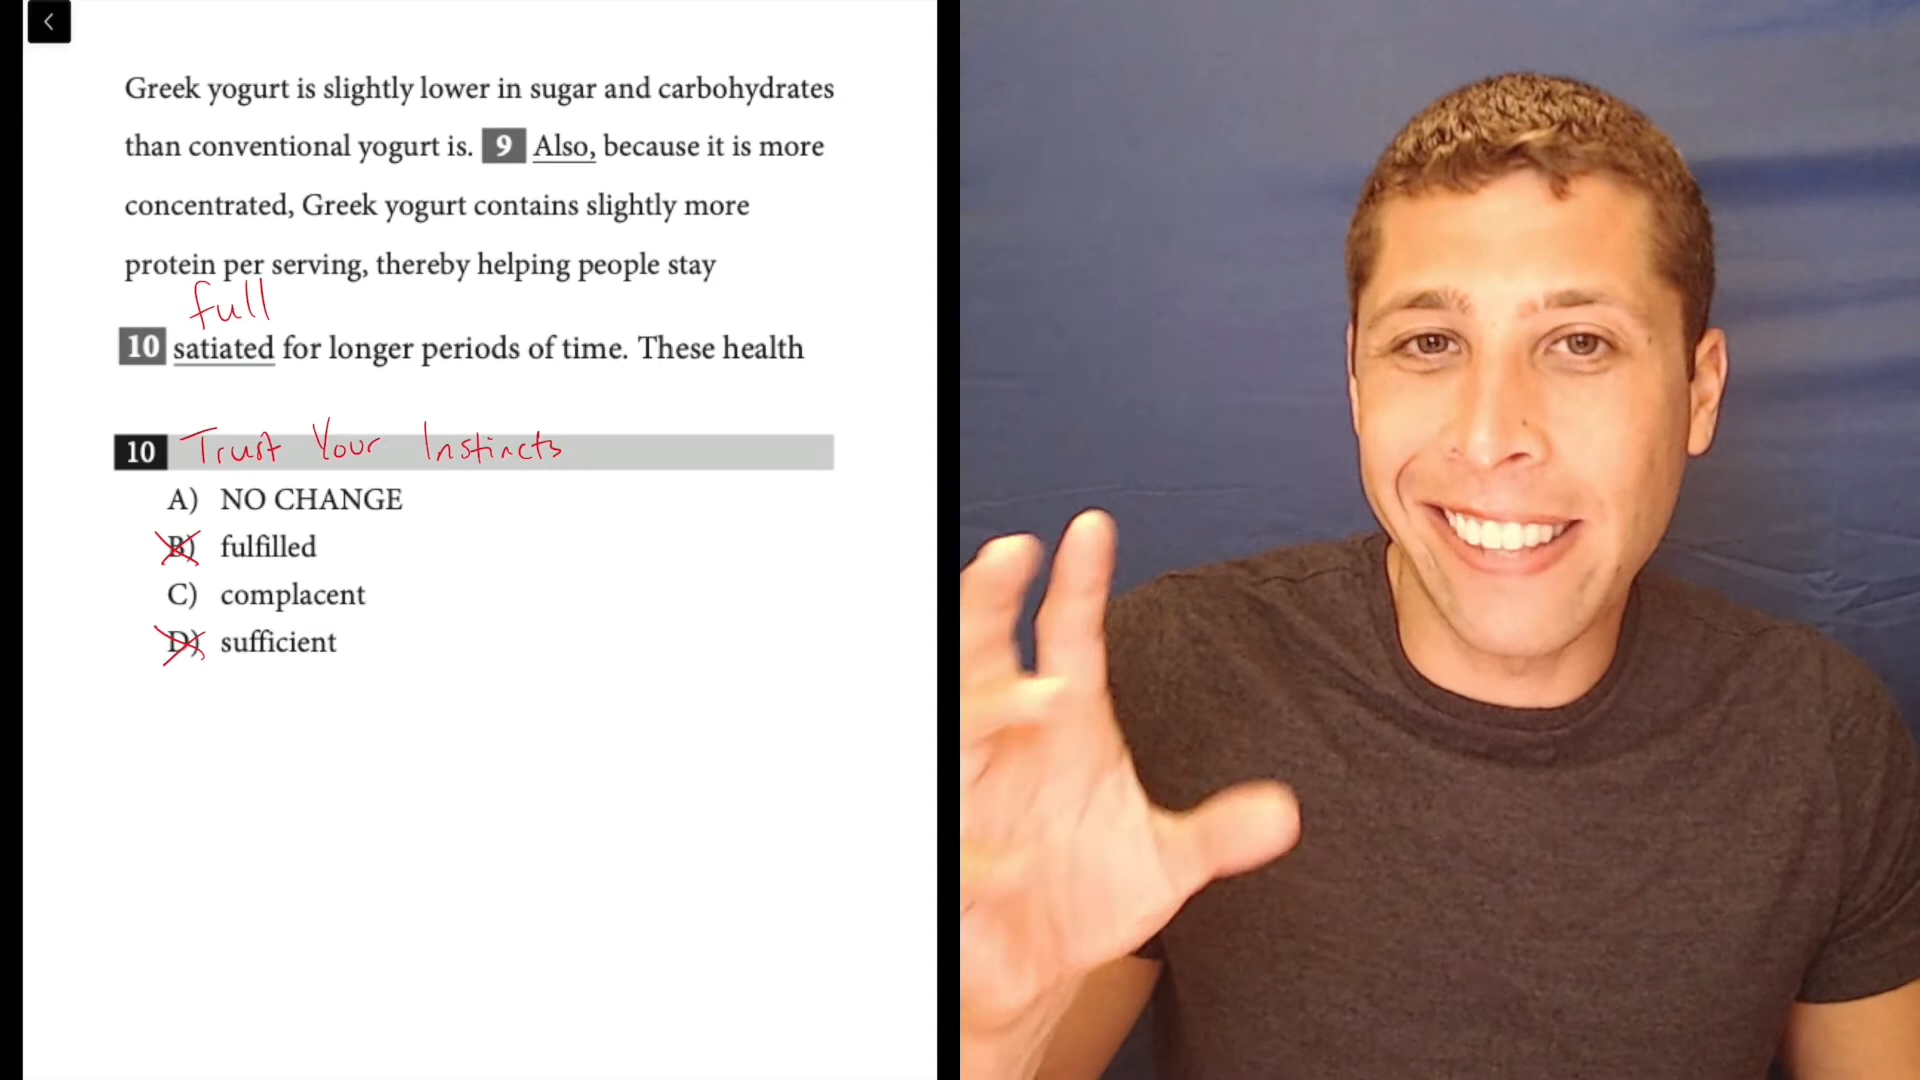 Greek yogurt is slightly lower in sugar and carbohydrates
than conventional yogurt is. 9 Also, because it is more
concentrated, Greek yogurt contains slightly more
protein per serving, thereby helping people stay
full
10 satiated for longer periods of time. These health
10 Trust Your Instincts
A) NO CHANGE
B) fulfilled
C) complacent
D) sufficient